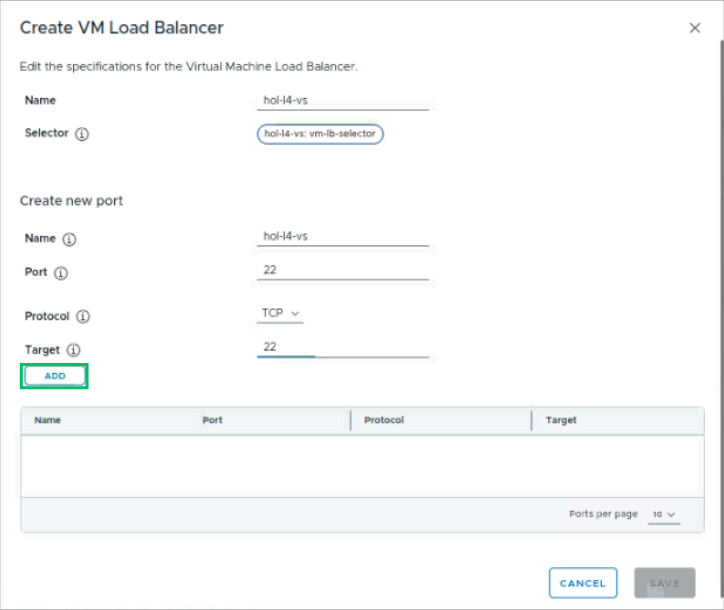 Create VM Load Balancer
Edit the specifications for the Virtual Machine Load Balancer.
Name hol-l4-vs
Selector hol-l4-vs: vm-lb-selector
Create new port
Name hol-l4-vs
Port 22
Protocol TCP
Target 22
ADD
Name Port Protocol Target
Ports per page 10
CANCEL SAVE